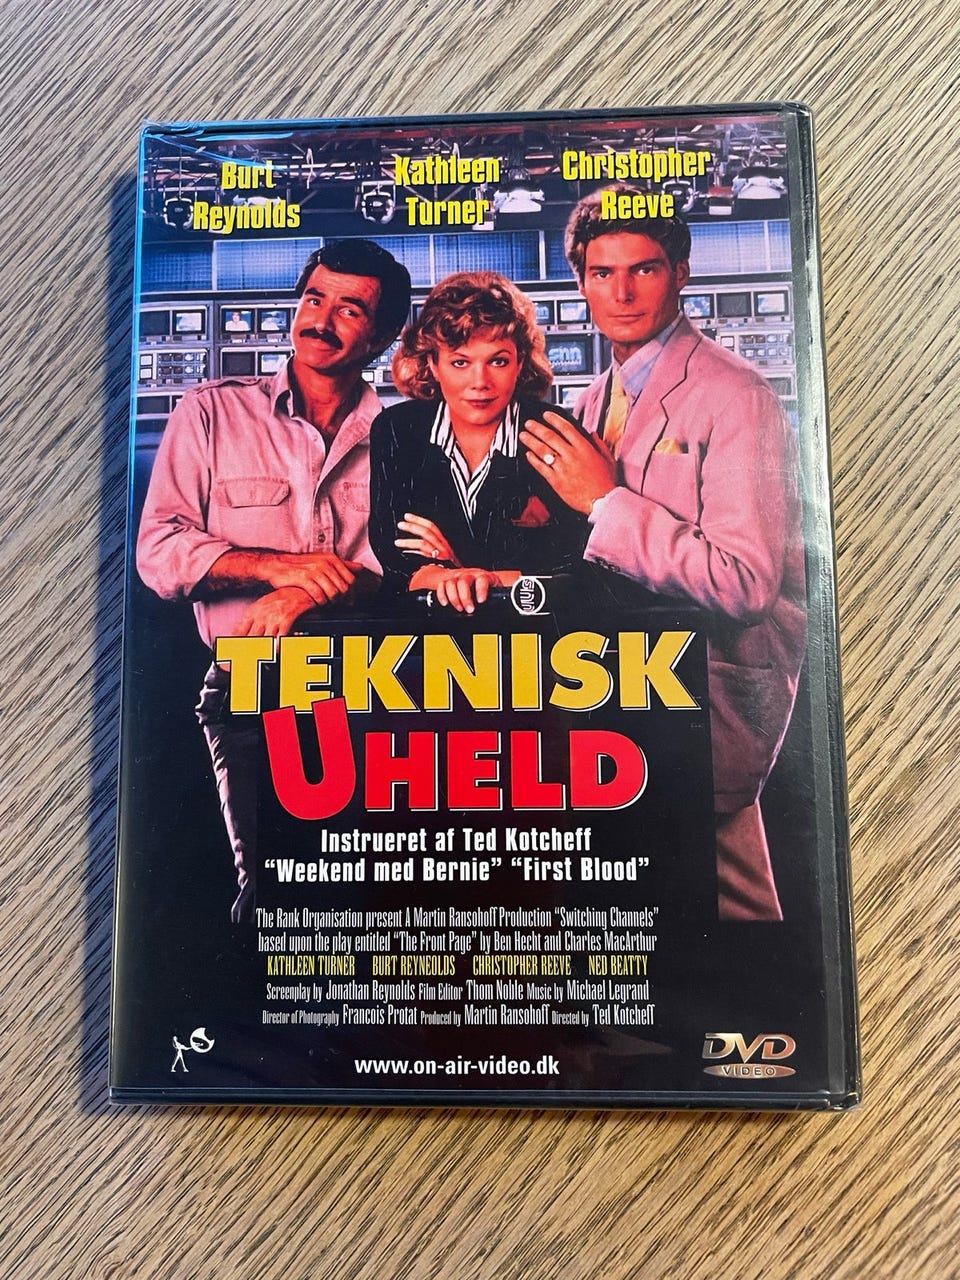 Burt Kathleen Christopher
Reynolds Turner Reeve
TEKNISK
UHELD
Instrueret af Ted Kotcheff
“Weekend med Bernie” “First Blood”
The Rank Organisation present A Martin Ransohoff Production “Switching Channels”
based upon the play entitled “The Front Page” by Ben Hecht and Charles MacArthur
KATHLEEN TURNER BURT REYNEOLDS CHRISTOPHER REEVE NED BEATTY
Screenplay by Jonathan Reynolds Film Editor Thom Noble Music by Michael Legrand
Director of Photography Francois Protat Produced by Martin Ransohoff Directed by Ted Kotcheff
www.on-air-video.dk
DVD
VIDEO